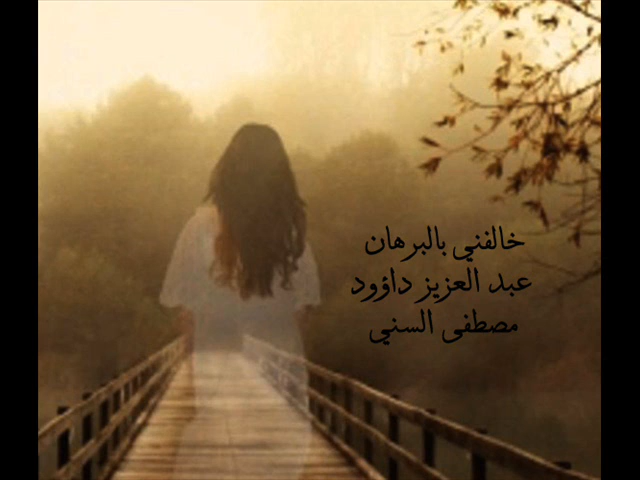 خالفني بالبرهان
عبد العزيز داؤود
مصطفى السني